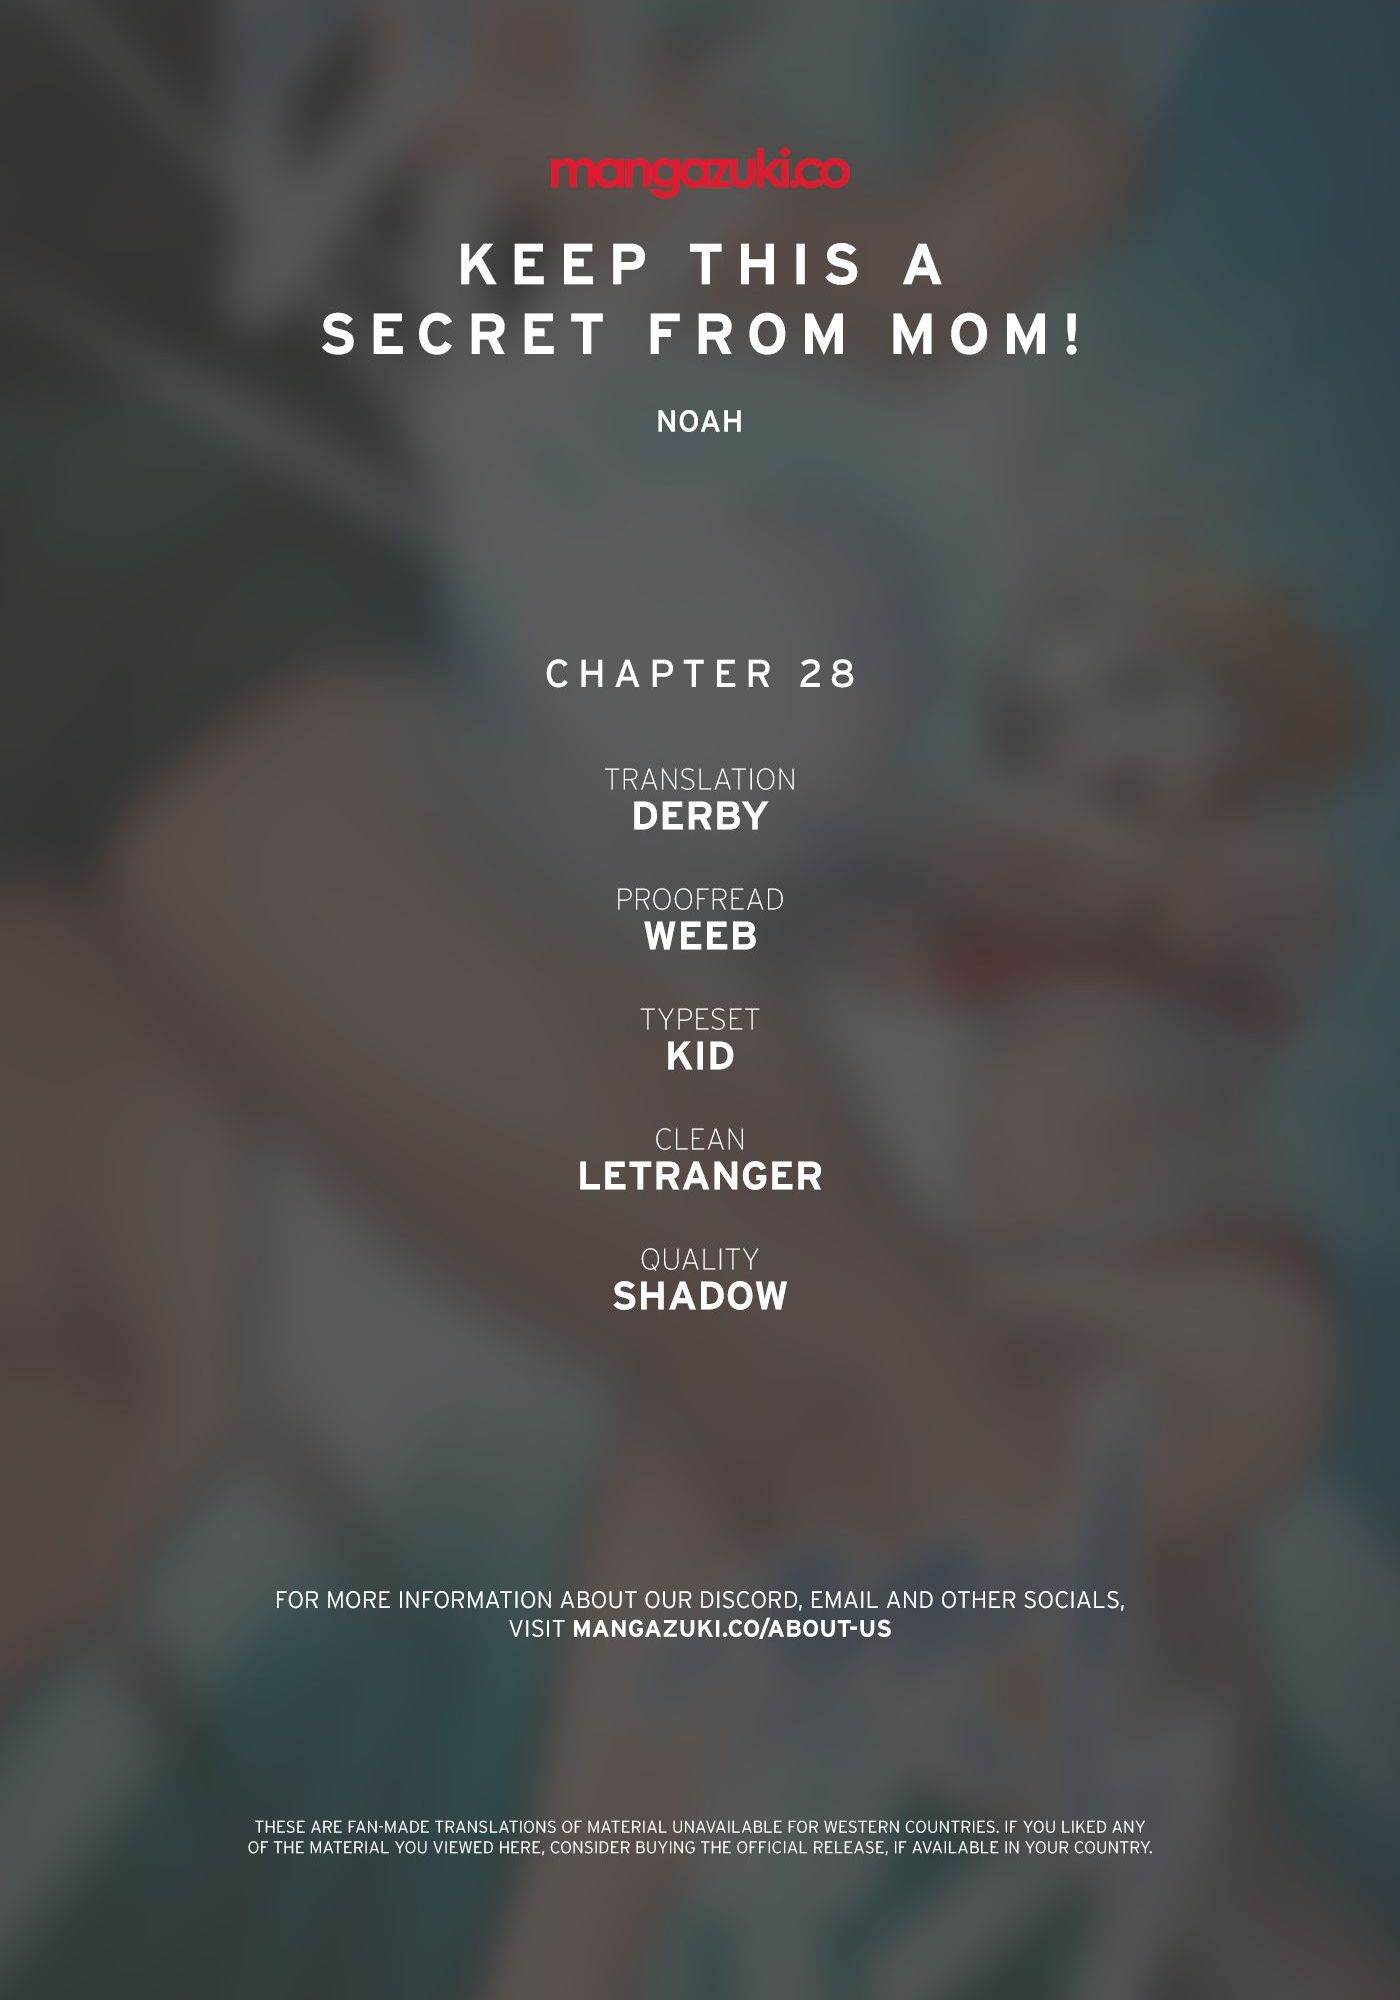 mangazuki.co
KEEP THIS A
SECRET FROM MOM!
NOAH
CHAPTER 28
TRANSLATION
DERBY
PROOFREAD
WEEB
TYPESET
KID
CLEAN
LETRANGER
QUALITY
SHADOW
FOR MORE INFORMATION ABOUT OUR DISCORD, EMAIL AND OTHER SOCIALS,
VISIT MANGAZUKI.CO/ABOUT-US
THESE ARE FAN-MADE TRANSLATIONS OF MATERIAL UNAVAILABLE FOR WESTERN COUNTRIES. IF YOU LIKED ANY
OF THE MATERIAL YOU VIEWED HERE, CONSIDER BUYING THE OFFICIAL RELEASE, IF AVAILABLE IN YOUR COUNTRY.